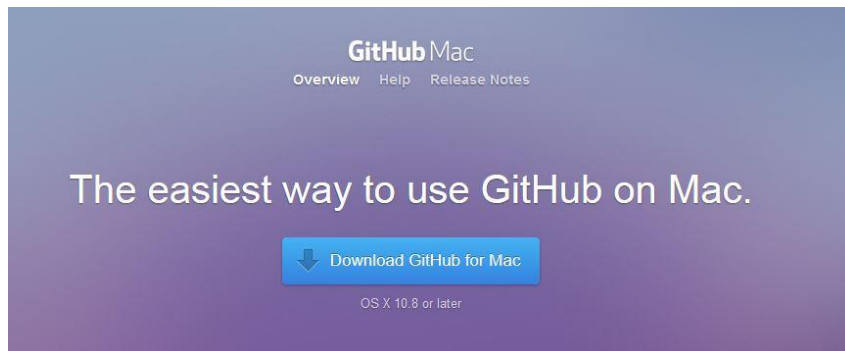 GitHub Mac
Overview Help Release Notes
The easiest way to use GitHub on Mac.
Download GitHub for Mac
OS X 10.8 or later